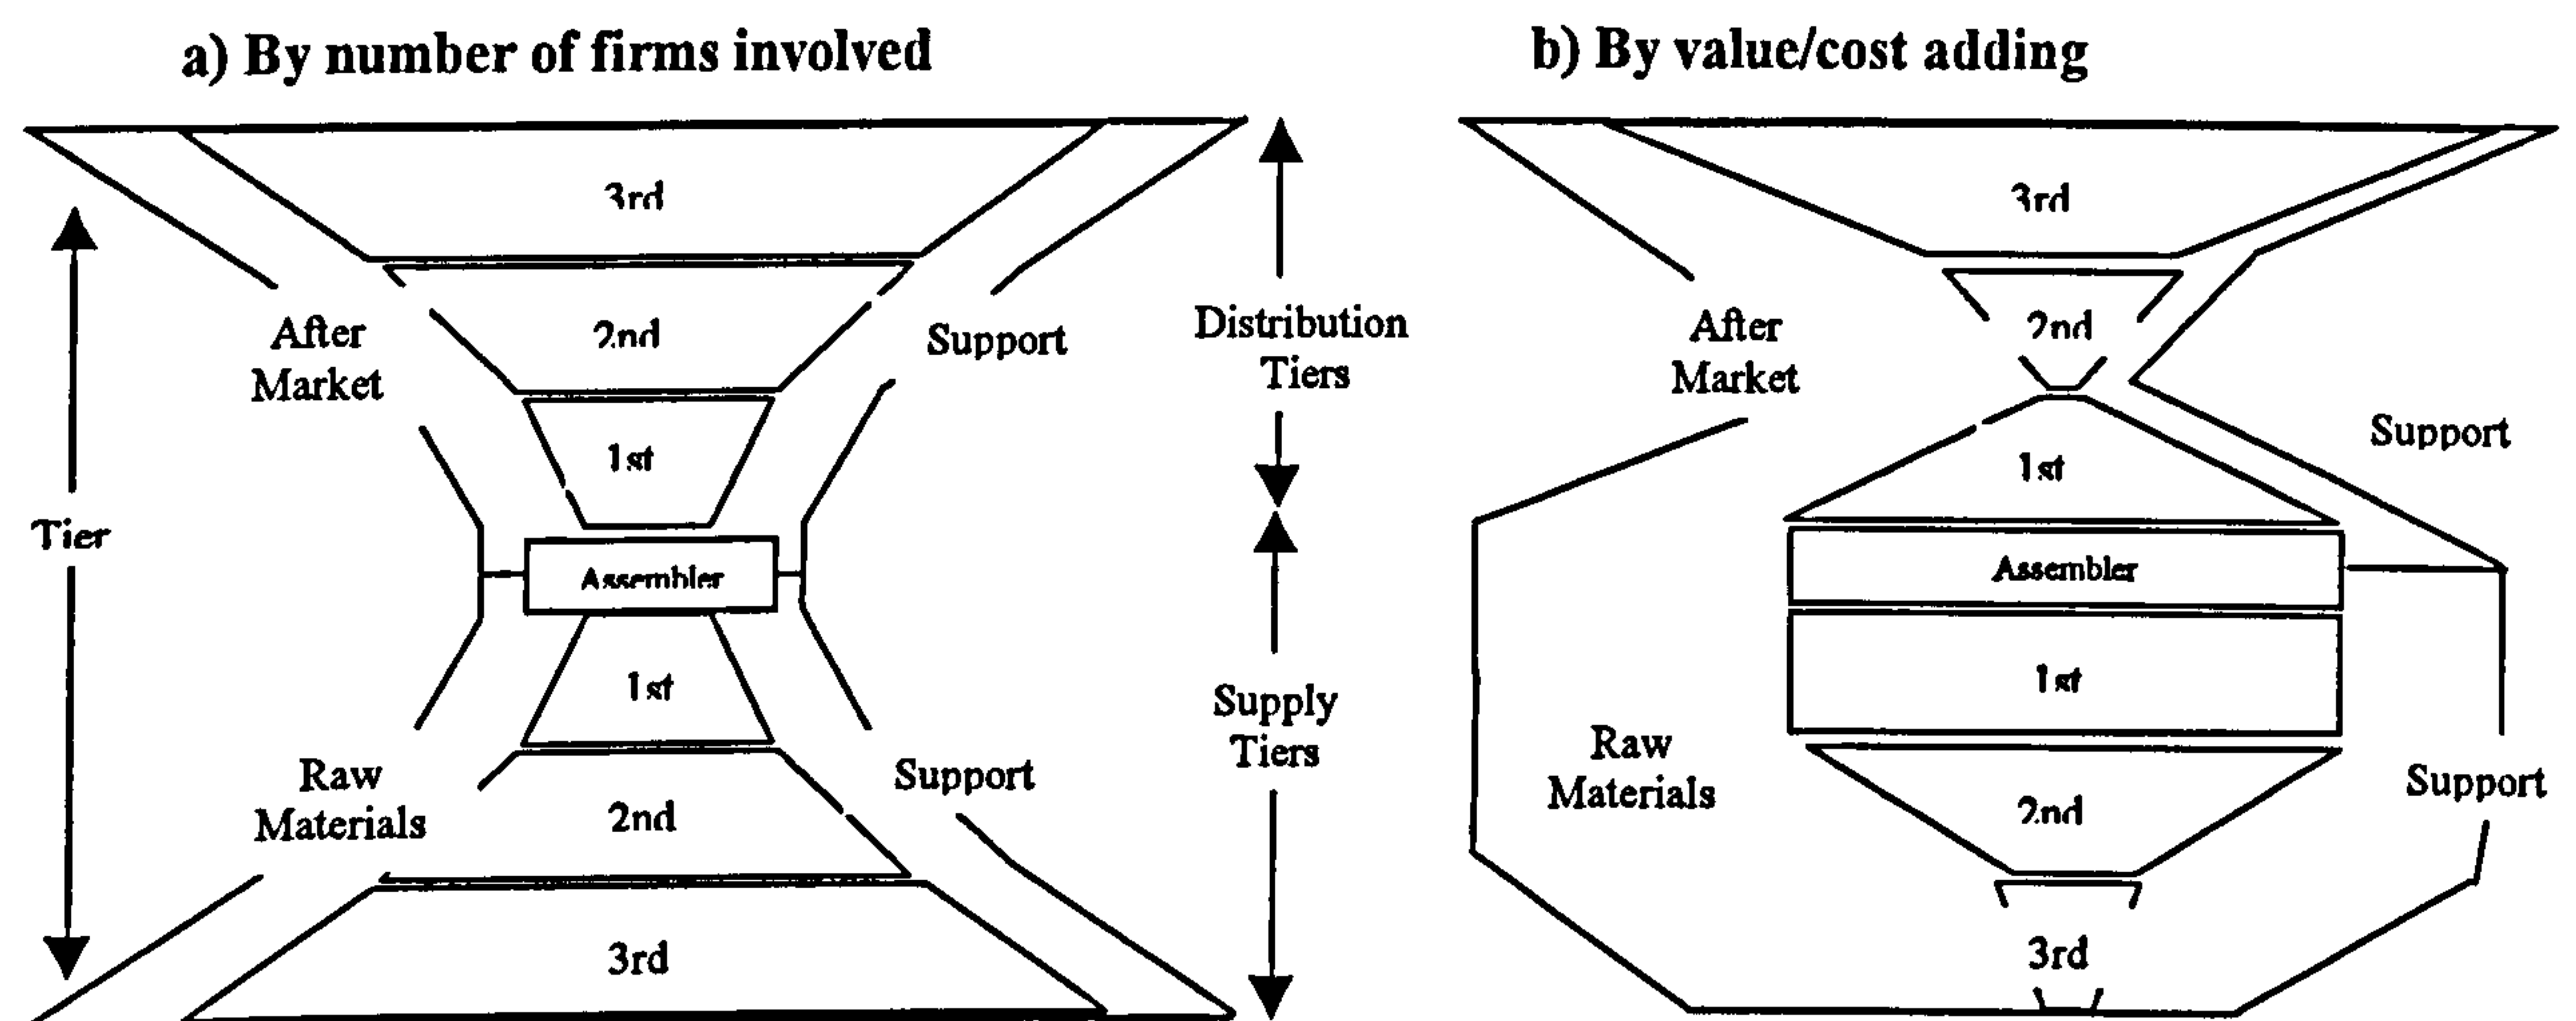 a) By number of firms involved
3rd
2nd
After
Market
Support
1st
Tier
Assembler
1st
Raw
Materials
Support
2nd
3rd
Distribution
Tiers
Supply
Tiers
b) By value/cost adding
3rd
After
Market
2nd
Support
1st
Assembler
1st
Raw
Materials
Support
2nd
3rd